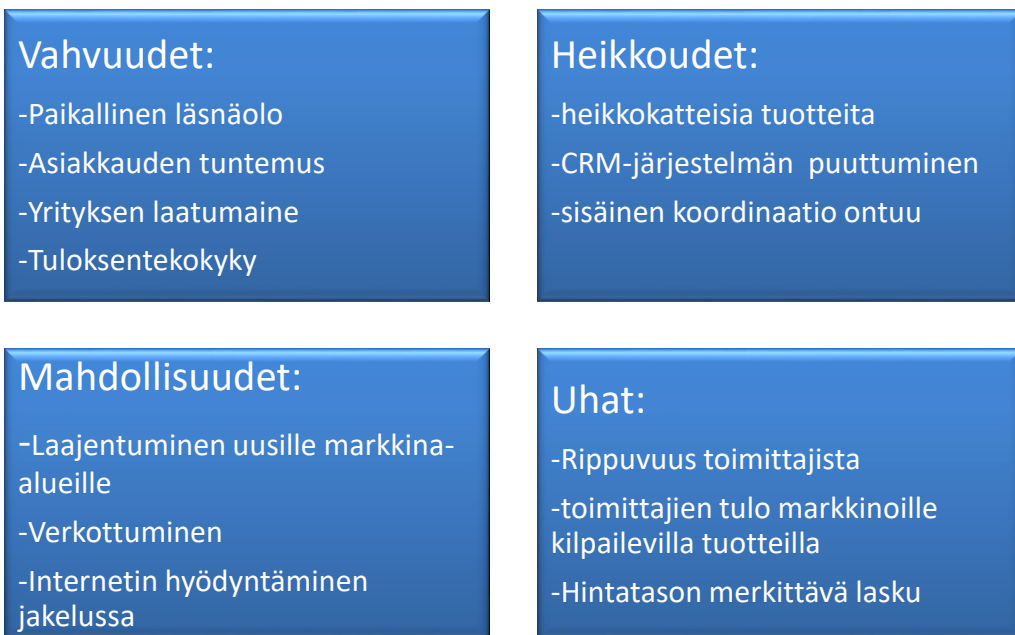 Vahvuudet:
-Paikallinen läsnäolo
-Asiakkauden tuntemus
-Yrityksen laatumaine
-Tuloksentekokyky
Heikkoudet:
-heikkokatteisia tuotteita
-CRM-järjestelmän puuttuminen
-sisäinen koordinaatio ontuu
Mahdollisuudet:
-Laajentuminen uusille markkina-
alueille
-Verkottuminen
-Internetin hyödyntäminen
jakelussa
Uhat:
-Rippuvuus toimittajista
-toimittajien tulo markkinoille
kilpailevilla tuotteilla
-Hintatason merkittävä lasku